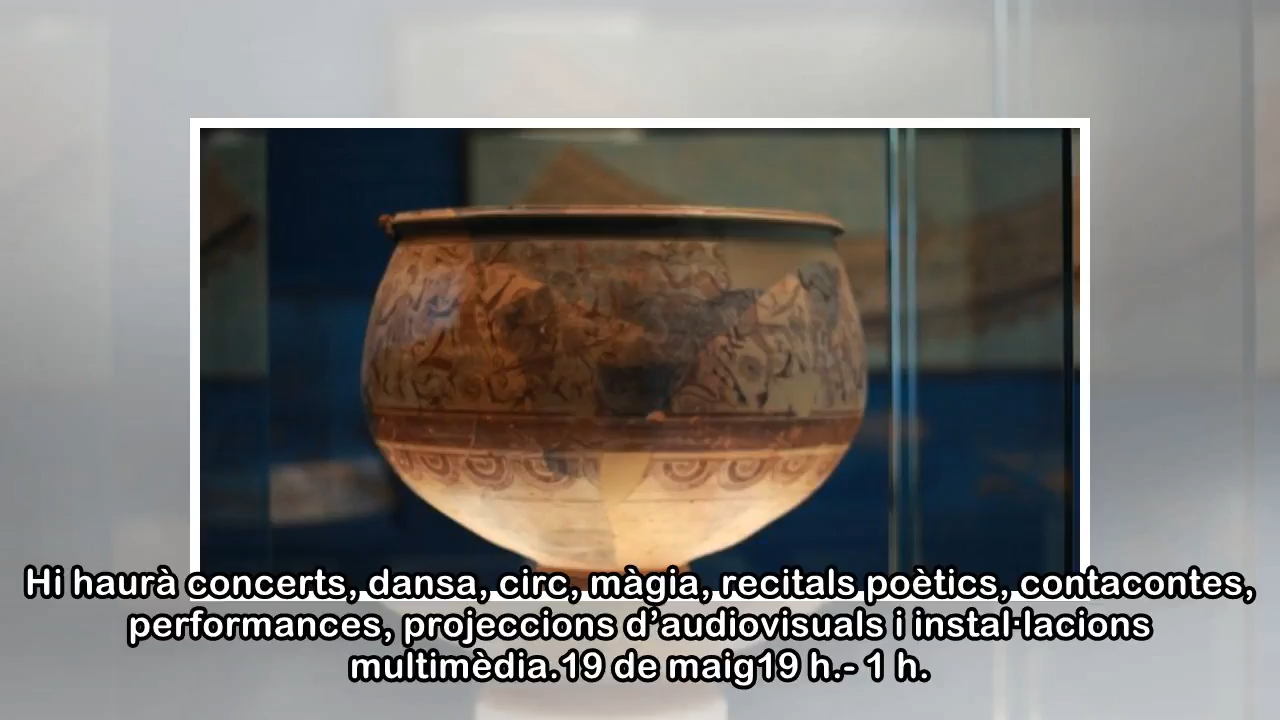 Hi haurà concerts, dansa, circ, màgia, recitals poètics, contacontes,
performances, projeccions d’audiovisuals i instal·lacions
multimèdia.19 de maig19 h.- 1 h.